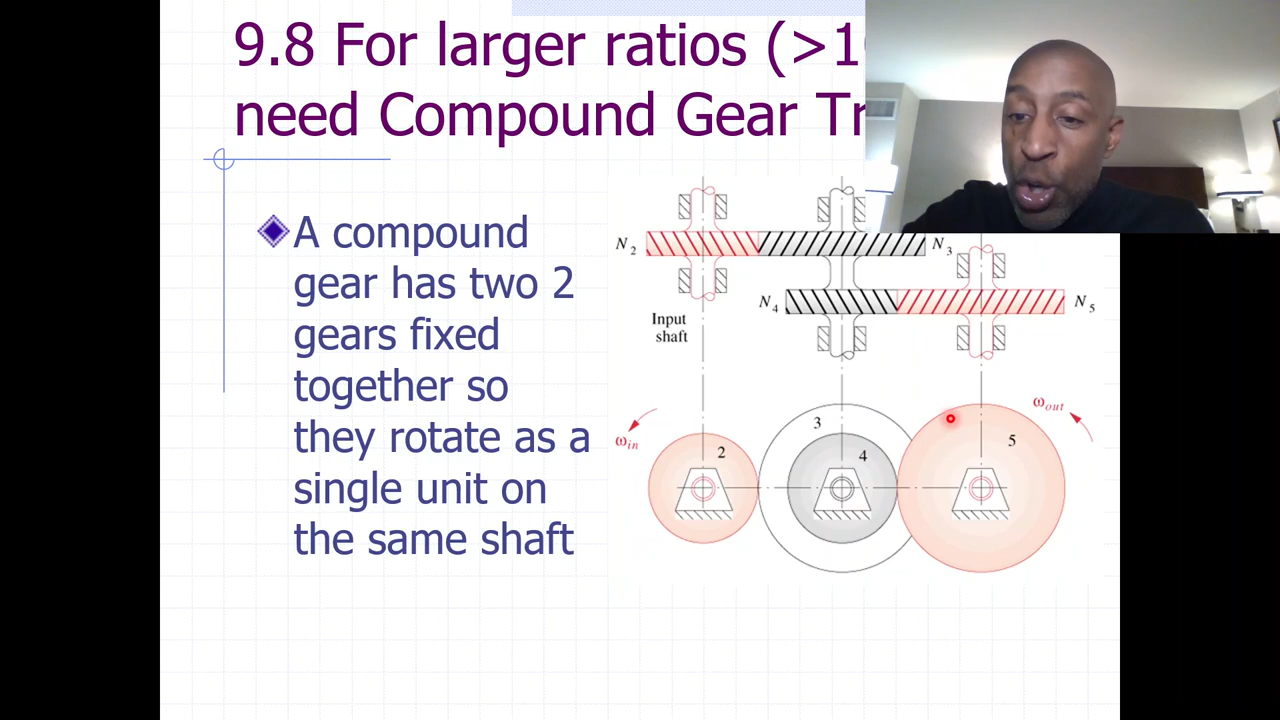 9.8 For larger ratios (>1
need Compound Gear Tr
A compound
gear has two 2
gears fixed
together so
they rotate as a
single unit on
the same shaft
N2
N3
N4
N5
Input
shaft
ωin
ωout
2
3
4
5